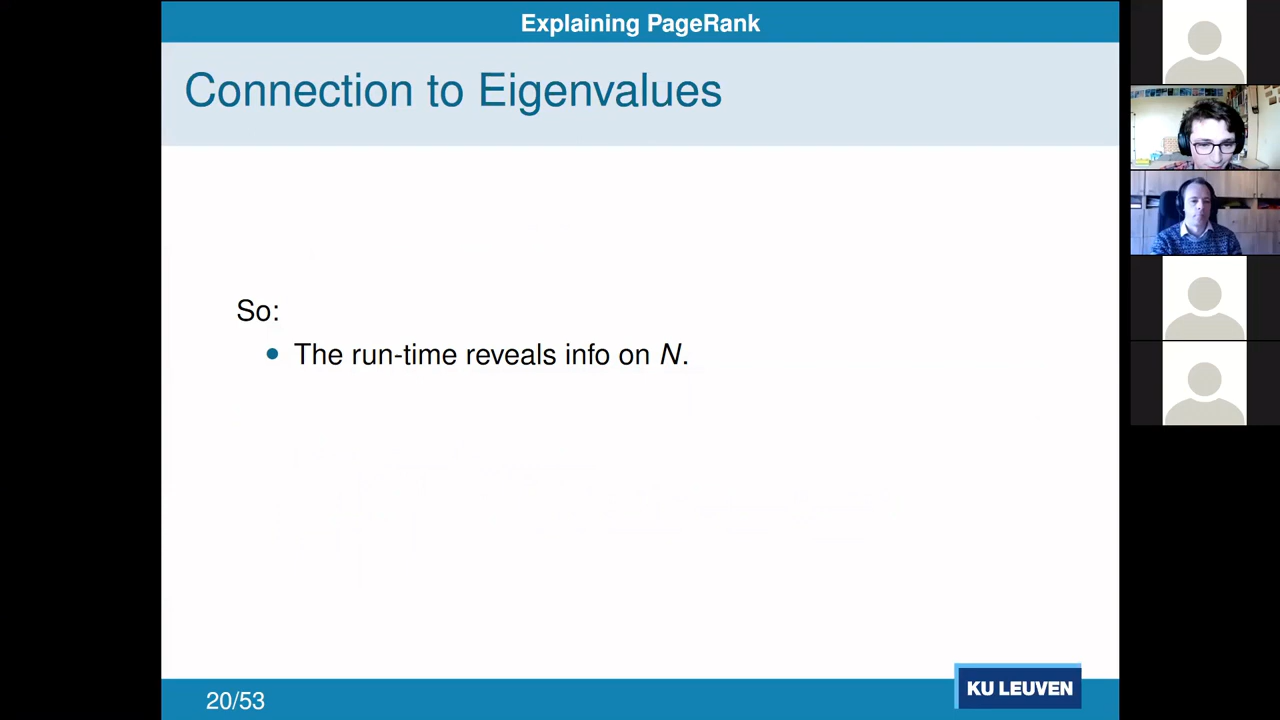 Explaining PageRank
Connection to Eigenvalues
So:
• The run-time reveals info on N.
20/53
KU LEUVEN